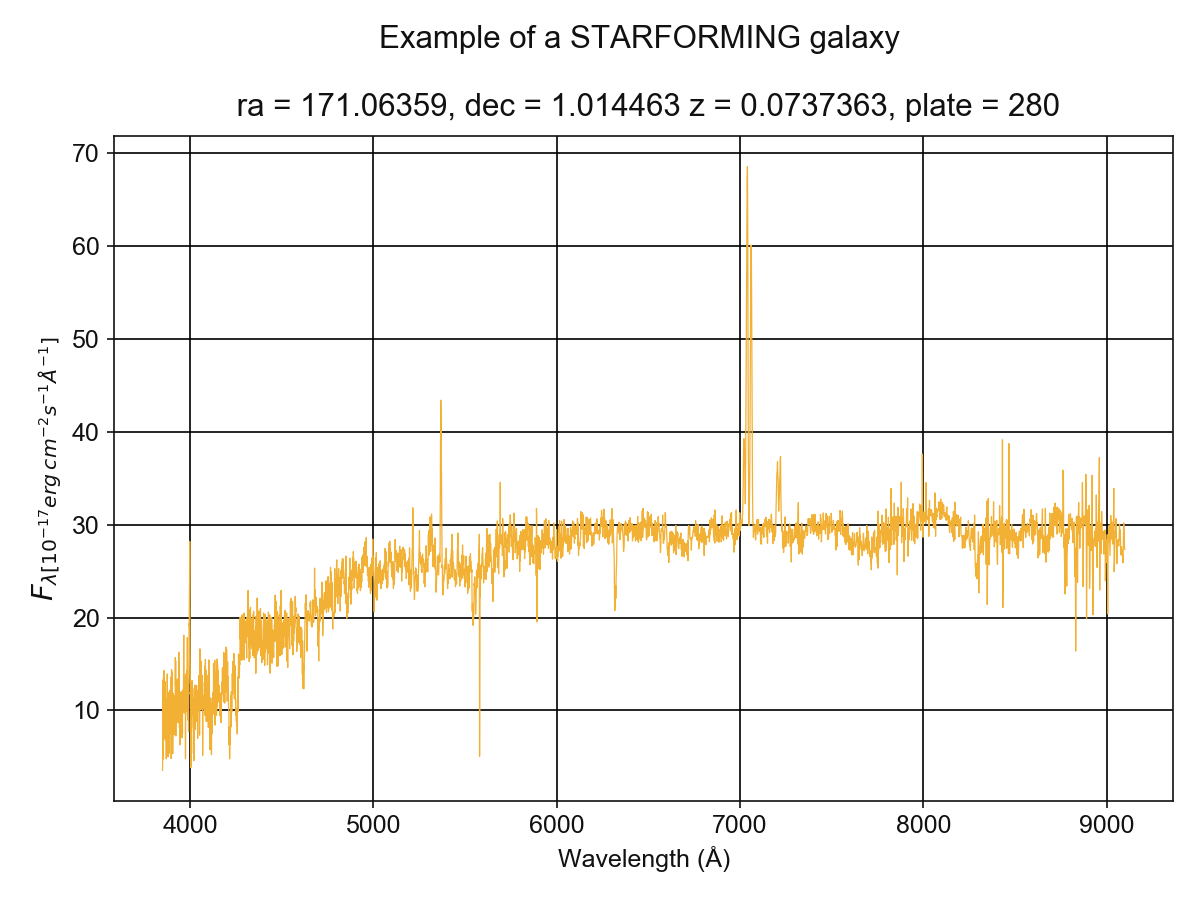 Example of a STARFORMING galaxy
ra = 171.06359, dec = 1.014463 z = 0.0737363, plate = 280
70
60
50
40
30
20
10
F_λ[10^{-17} erg cm^{-2} s^{-1} Å^{-1}]
4000 5000 6000 7000 8000 9000
Wavelength (Å)